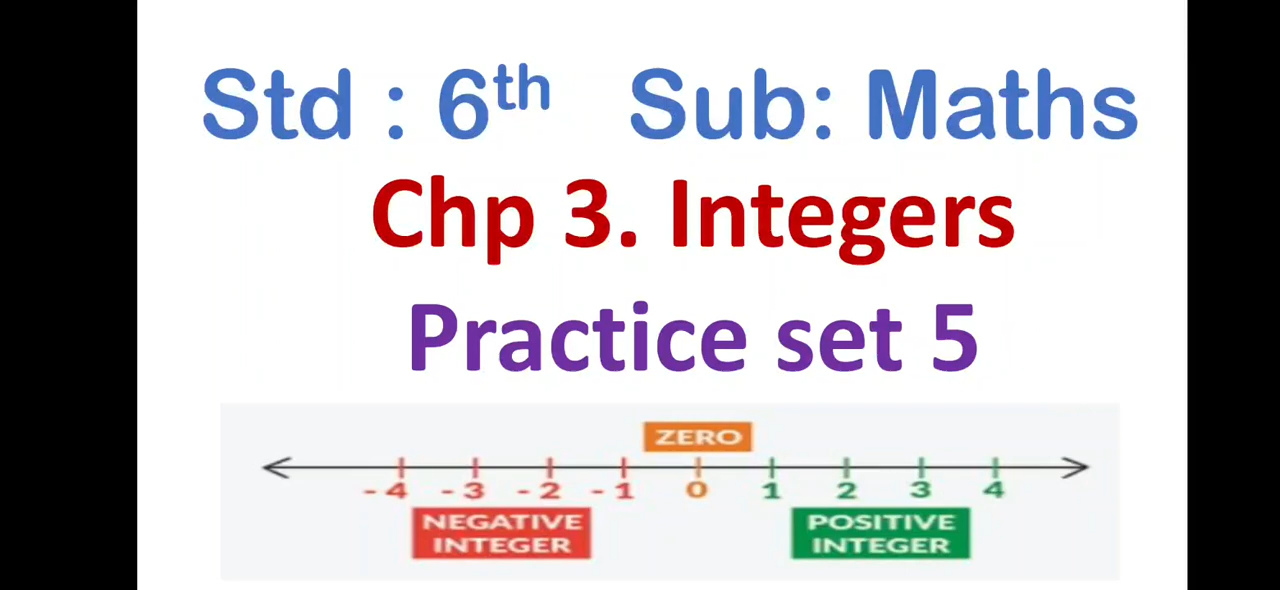 Std : 6th Sub: Maths
Chp 3. Integers
Practice set 5
ZERO
-4 -3 -2 -1 0 1 2 3 4
NEGATIVE INTEGER
POSITIVE INTEGER